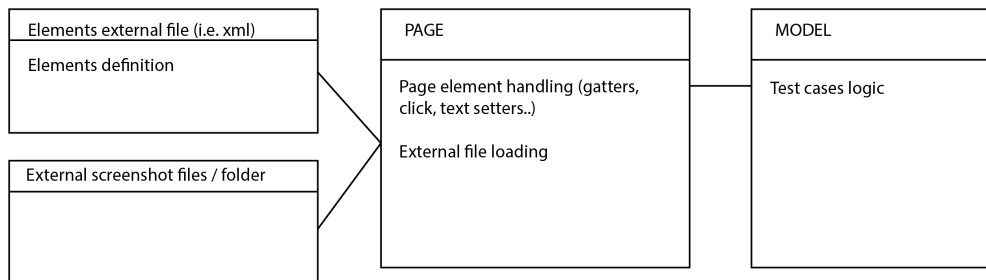 Elements external file (i.e. xml)
Elements definition
External screenshot files / folder
PAGE
Page element handling (gatters,
click, text setters..)
External file loading
MODEL
Test cases logic